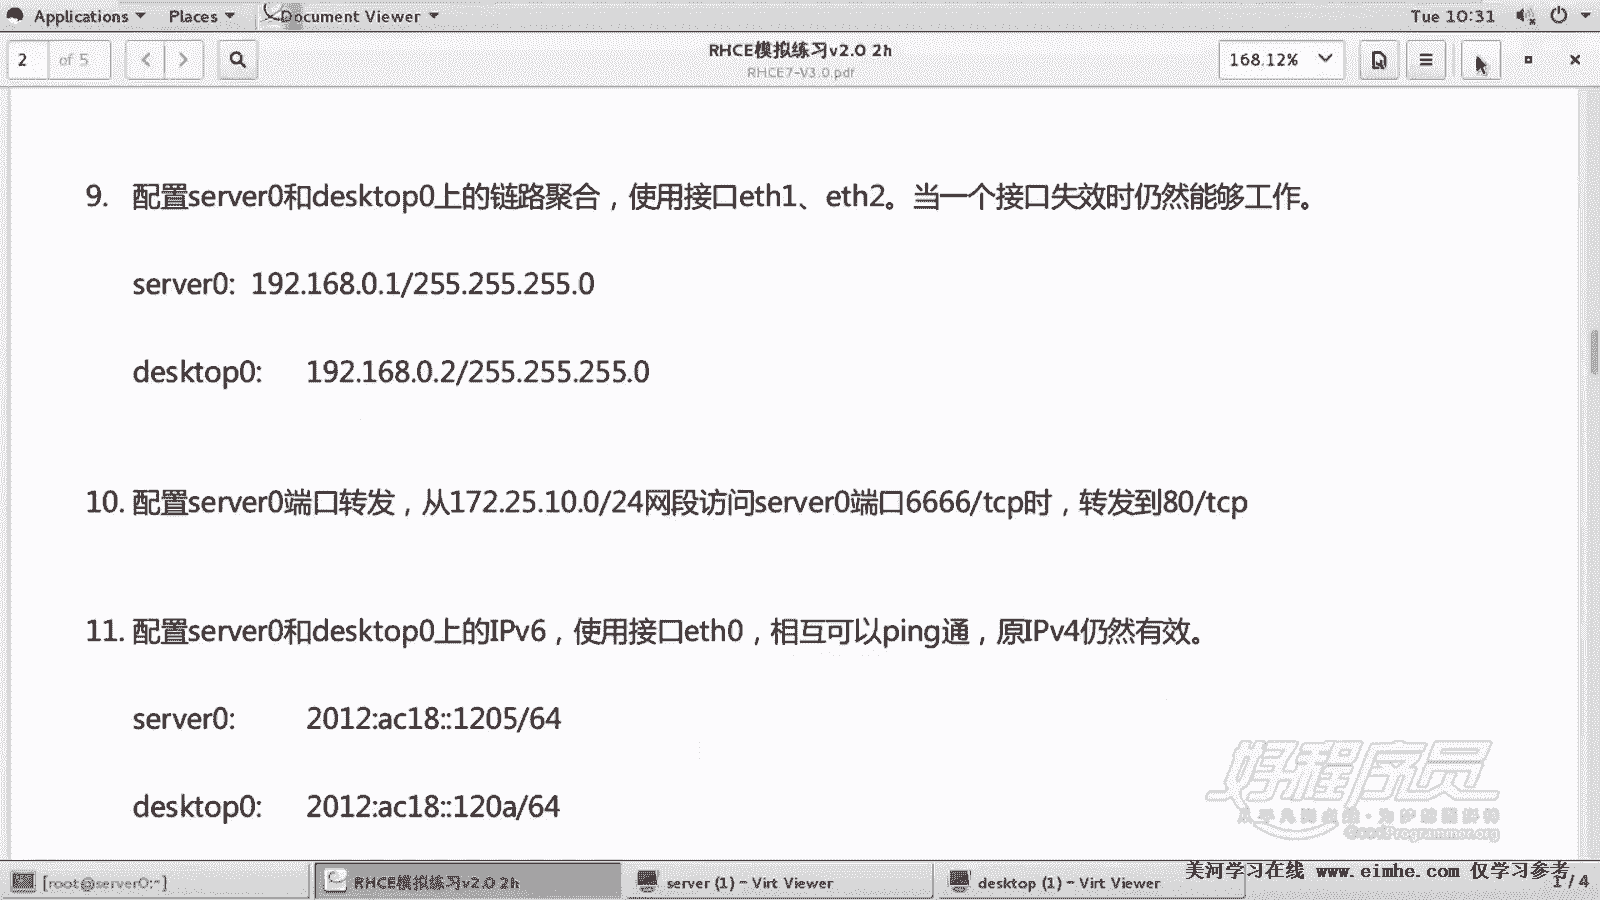 Applications Places Document Viewer Tue 10:31
2 of 5 RHCE模拟练习v2.0 2h 168.12%
RHCE7-V3.0.pdf
9. 配置server0和desktop0上的链路聚合，使用接口eth1、eth2。当一个接口失效时仍然能够工作。
server0: 192.168.0.1/255.255.255.0
desktop0: 192.168.0.2/255.255.255.0
10. 配置server0端口转发，从172.25.10.0/24网段访问server0端口6666/tcp时，转发到80/tcp
11. 配置server0和desktop0上的IPv6，使用接口eth0，相互可以ping通，原IPv4仍然有效。
server0: 2012:ac18::1205/64
desktop0: 2012:ac18::120a/64
好程序员
GoodProgrammer.org
美河学习在线 www.eimhe.com 仅学习参考
[root@server0:~] RHCE模拟练习v2.0 2h server (1) – Virt Viewer desktop (1) – Virt Viewer 1 / 4